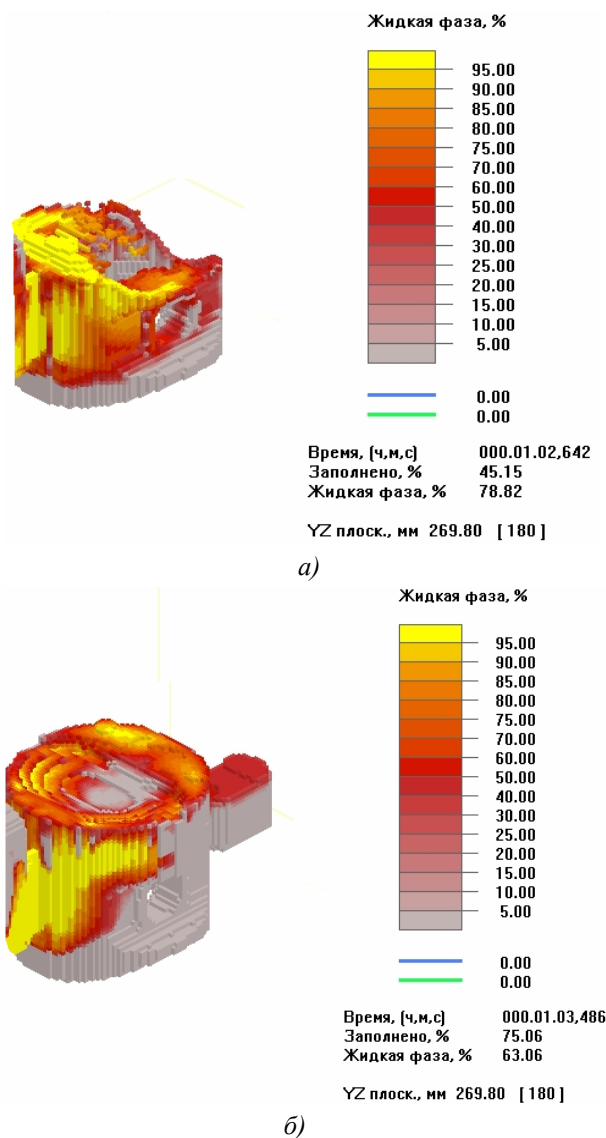 Жидкая фаза, %
95.00
90.00
85.00
80.00
75.00
70.00
60.00
50.00
40.00
30.00
25.00
20.00
15.00
10.00
5.00
0.00
0.00
Время, (ч,м,с) 000.01.02,642
Заполнено, % 45.15
Жидкая фаза, % 78.82
YZ плоск., мм 269.80 [ 180 ]
а)
Жидкая фаза, %
95.00
90.00
85.00
80.00
75.00
70.00
60.00
50.00
40.00
30.00
25.00
20.00
15.00
10.00
5.00
0.00
0.00
Время, (ч,м,с) 000.01.03,486
Заполнено, % 75.06
Жидкая фаза, % 63.06
YZ плоск., мм 269.80 [ 180 ]
б)